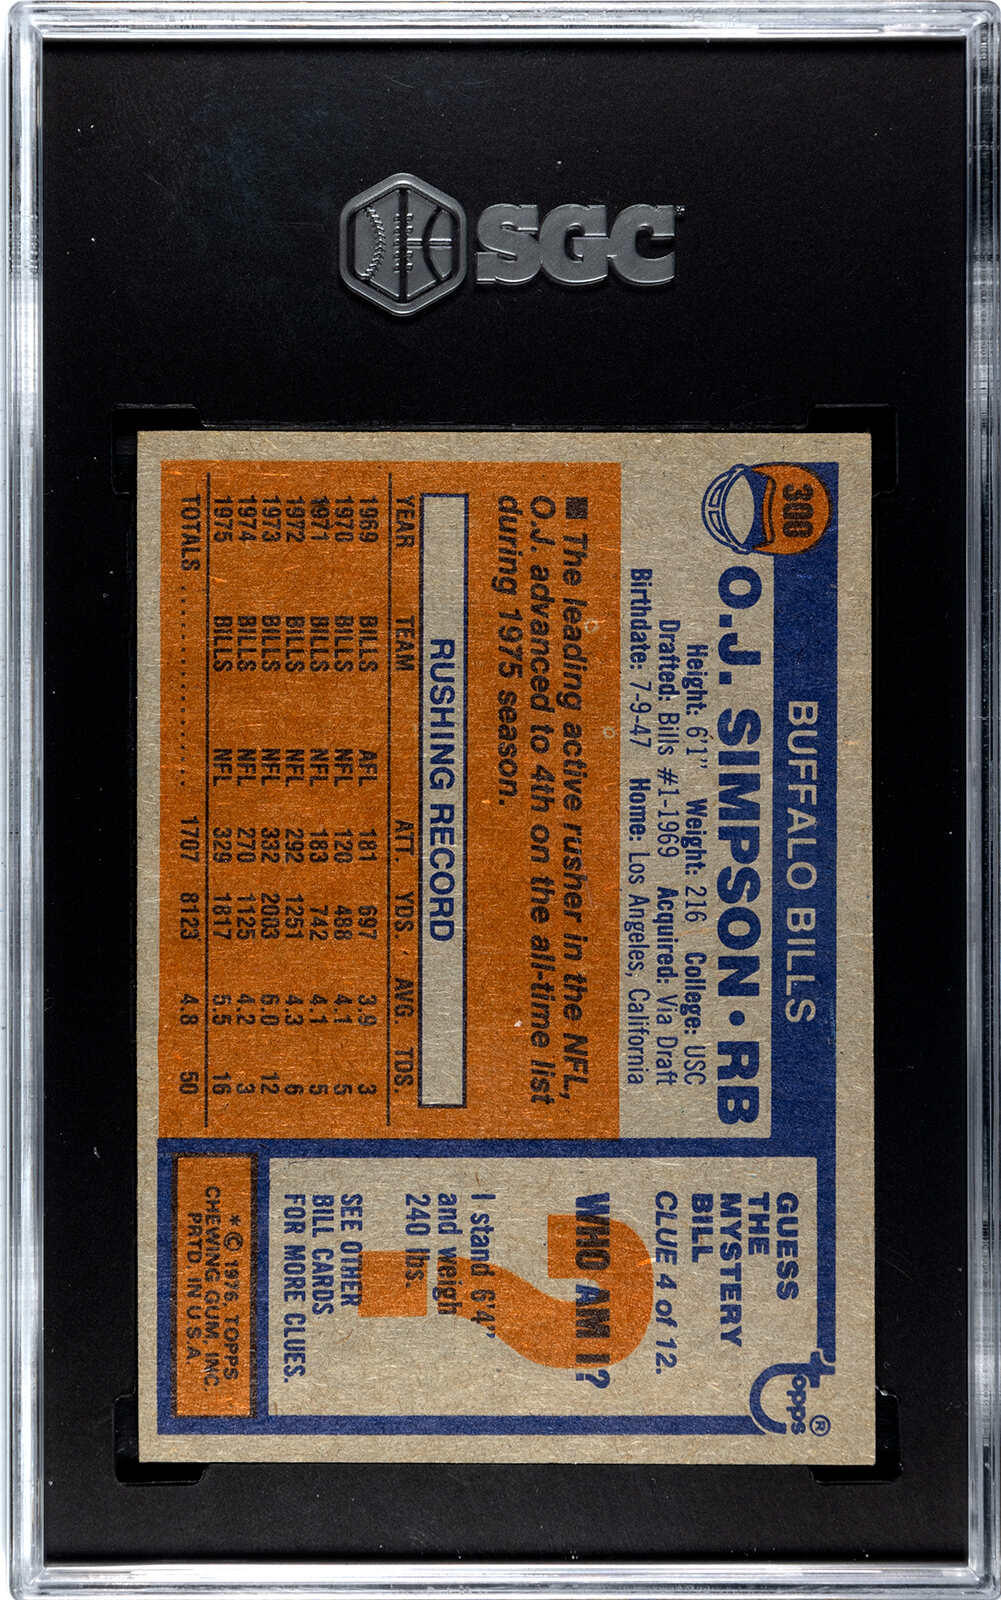 SGC
300
BUFFALO BILLS
O.J. SIMPSON • RB
Height: 6'1" Weight: 216 College: USC
Drafted: Bills #1-1969 Acquired: Via Draft
Birthdate: 7-9-47 Home: Los Angeles, California
■ The leading active rusher in the NFL,
O.J. advanced to 4th on the all-time list
during 1975 season.
RUSHING RECORD
YEAR TEAM ATT. YDS. AVG. TDS.
1969 BILLS AFL 181 697 3.9 3
1970 BILLS NFL 120 488 4.1 5
1971 BILLS NFL 183 742 4.1 5
1972 BILLS NFL 292 1251 4.3 6
1973 BILLS NFL 332 2003 6.0 12
1974 BILLS NFL 270 1125 4.2 3
1975 BILLS NFL 329 1817 5.5 16
TOTALS .................. 1707 8123 4.8 50
topps®
GUESS
THE
MYSTERY
BILL
CLUE 4 of 12.
WHO AM I?
?
I stand 6'4"
and weigh
240 lbs.
SEE OTHER
BILL CARDS
FOR MORE CLUES.
* © 1976, TOPPS
CHEWING GUM, INC.
PRTD. IN U.S.A.